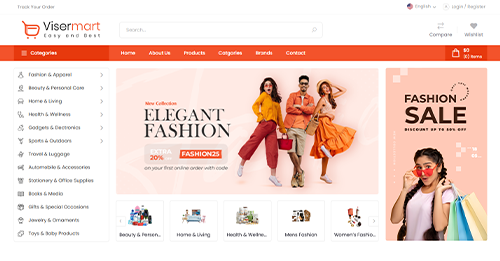 Track Your Order
English
Login / Register
Visermart
Easy and Best
Search...
Compare
Wishlist
Categories
Home
About Us
Products
Catgories
Brands
Contact
$0
(0) Items
Fashion & Apparel
Beauty & Personal Care
Home & Living
Health & Wellness
Gadgets & Electronics
Sports & Outdoors
Travel & Luggage
Automobile & Accessories
Stationery & Office Supplies
Books & Media
Gifts & Special Occasions
Jewelry & Ornaments
Toys & Baby Products
New Collection
ELEGANT
FASHION
EXTRA
20%
FASHION25
on your first online order with code
FASHION
SALE
DISCOUNT UP TO 50% OFF
Beauty & Person...
Home & Living
Health & Wellne...
Mens Fashion
Women's Fashion...